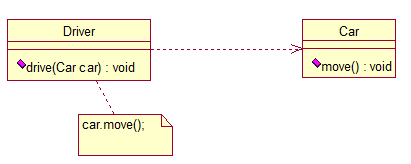 Driver
drive(Car car) : void
Car
move() : void
car.move();